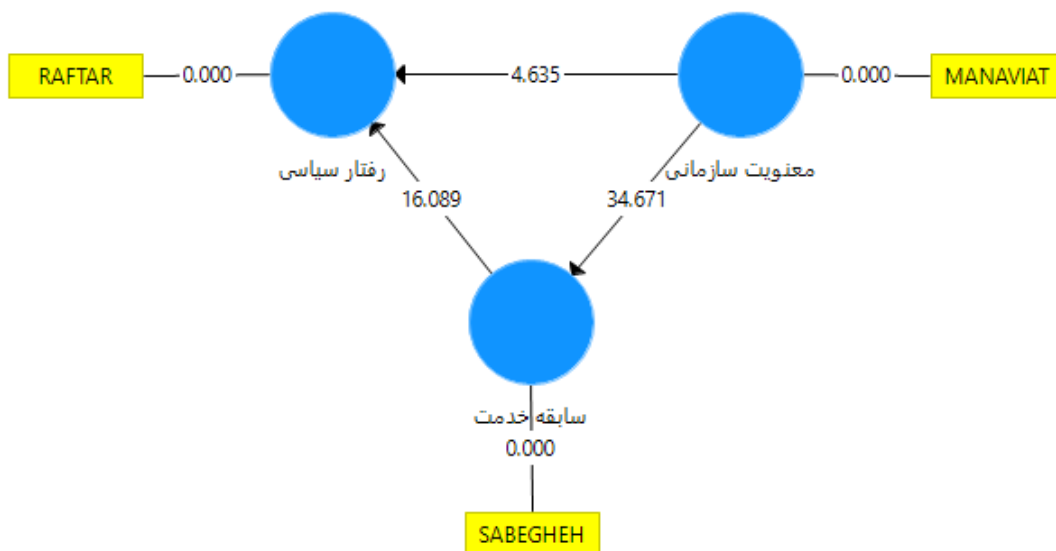 RAFTAR
0.000
4.635
0.000
MANAVIAT
رفتار سیاسی
معنویت سازمانی
16.089
34.671
سابقه خدمت
0.000
SABEGHEH